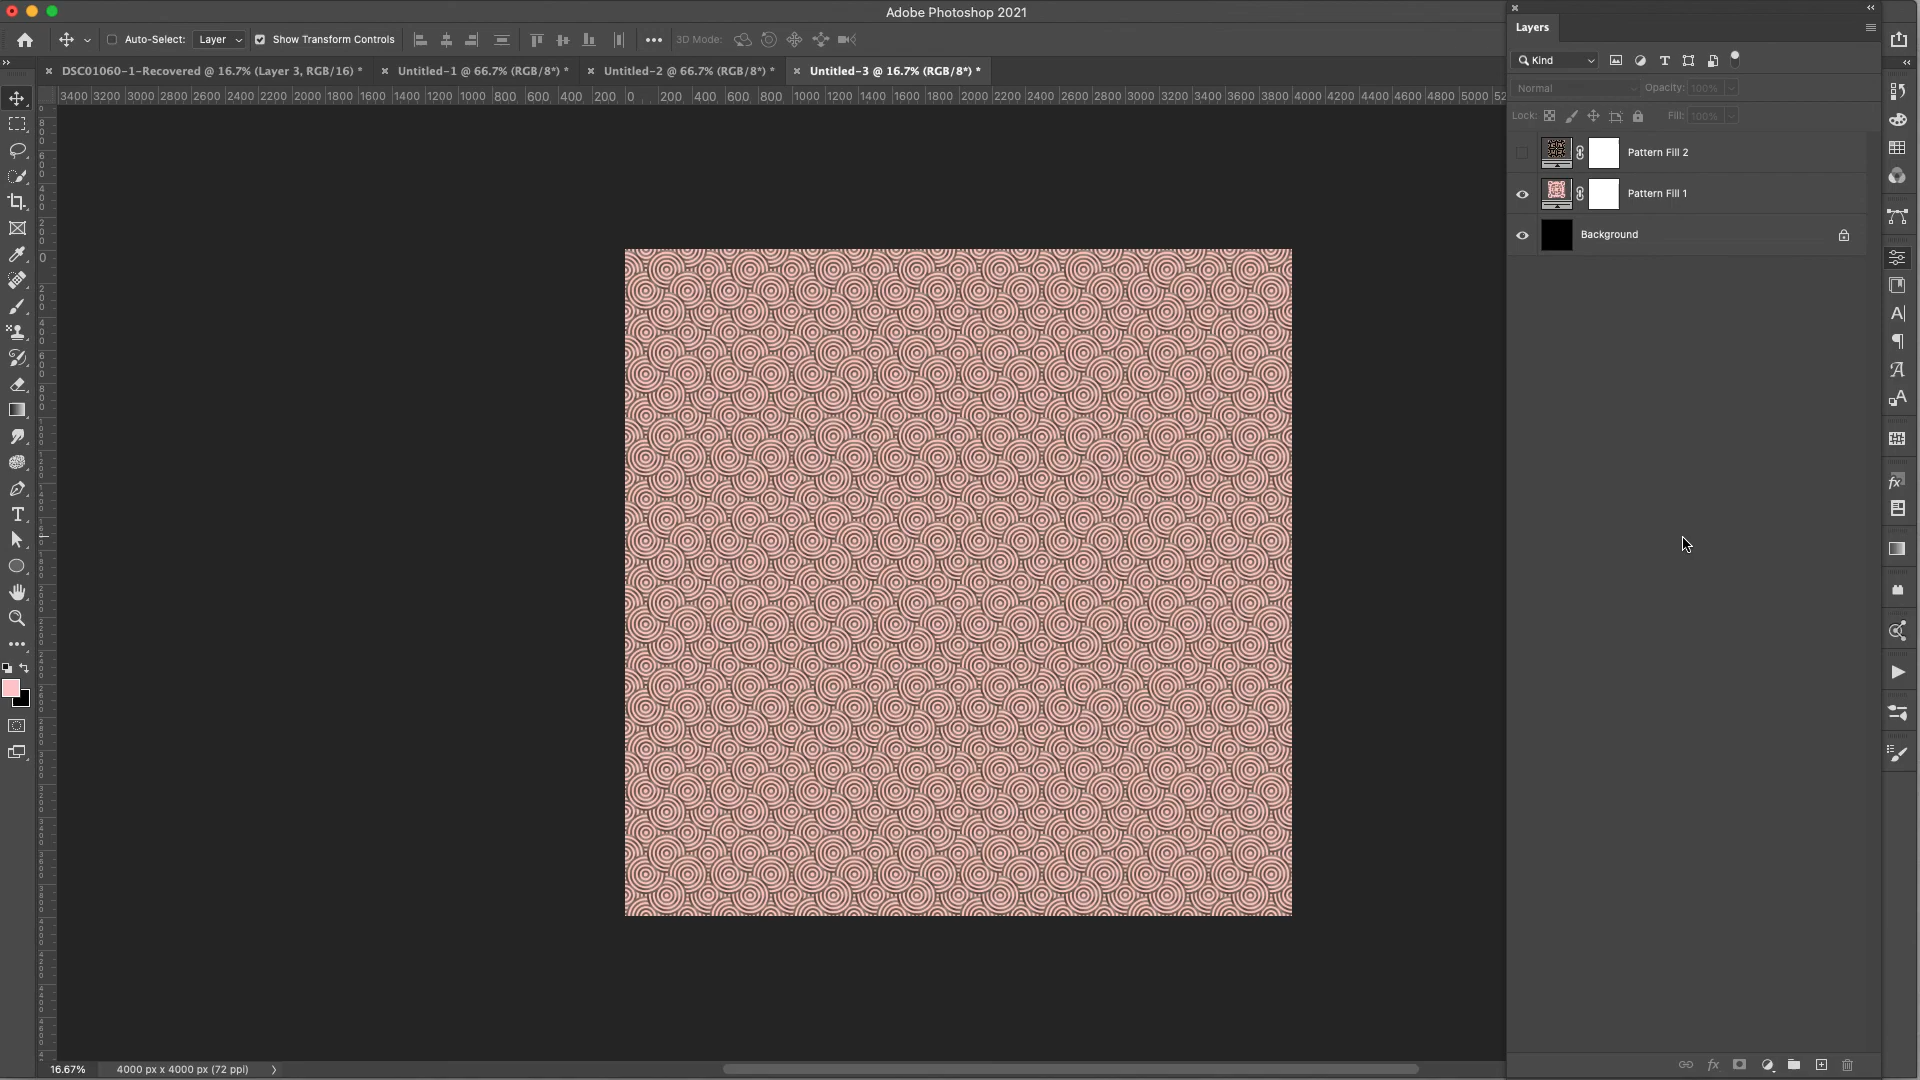 Adobe Photoshop 2021
Layers
Auto-Select: Layer Show Transform Controls 3D Mode:
Kind
DSC01060-1-Recovered @ 16.7% (Layer 3, RGB/16) * Untitled-1 @ 66.7% (RGB/8*) * Untitled-2 @ 66.7% (RGB/8*) * Untitled-3 @ 16.7% (RGB/8*) *
Normal Opacity: 100%
3400 3200 3000 2800 2600 2400 2200 2000 1800 1600 1400 1200 1000 800 600 400 200 0 200 400 600 800 1000 1200 1400 1600 1800 2000 2200 2400 2600 2800 3000 3200 3400 3600 3800 4000 4200 4400 4600 4800 5000
Lock: Fill: 100%
Pattern Fill 2
Pattern Fill 1
Background
16.67% 4000 px x 4000 px (72 ppi)